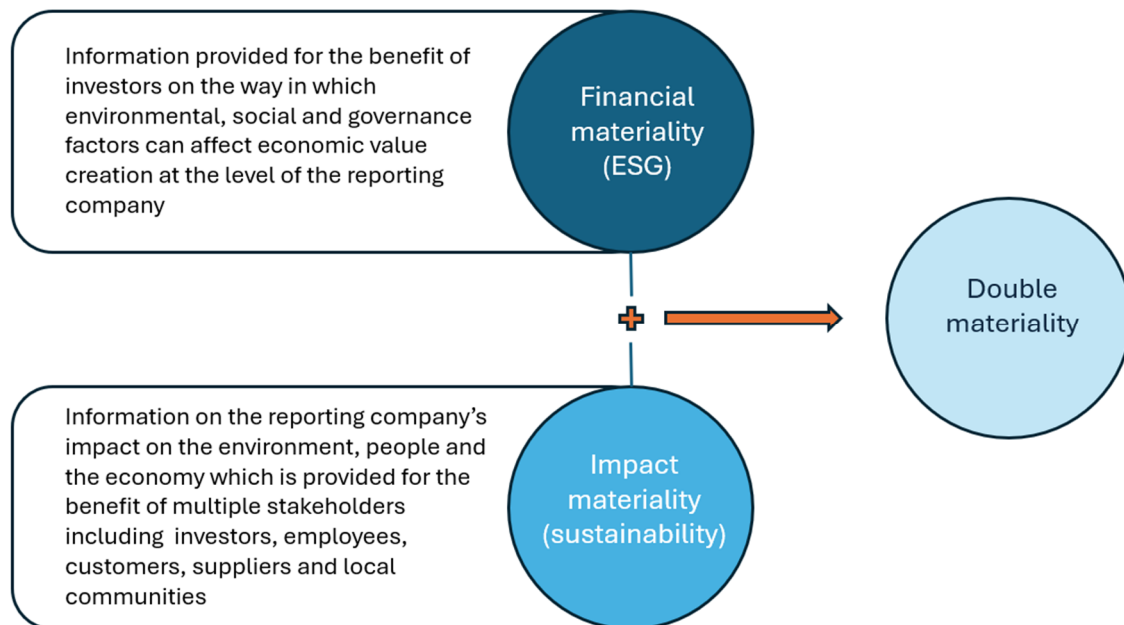 Information provided for the benefit of
investors on the way in which
environmental, social and governance
factors can affect economic value
creation at the level of the reporting
company
Financial
materiality
(ESG)
Double
materiality
Information on the reporting company’s
impact on the environment, people and
the economy which is provided for the
benefit of multiple stakeholders
including  investors, employees,
customers, suppliers and local
communities
Impact
materiality
(sustainability)